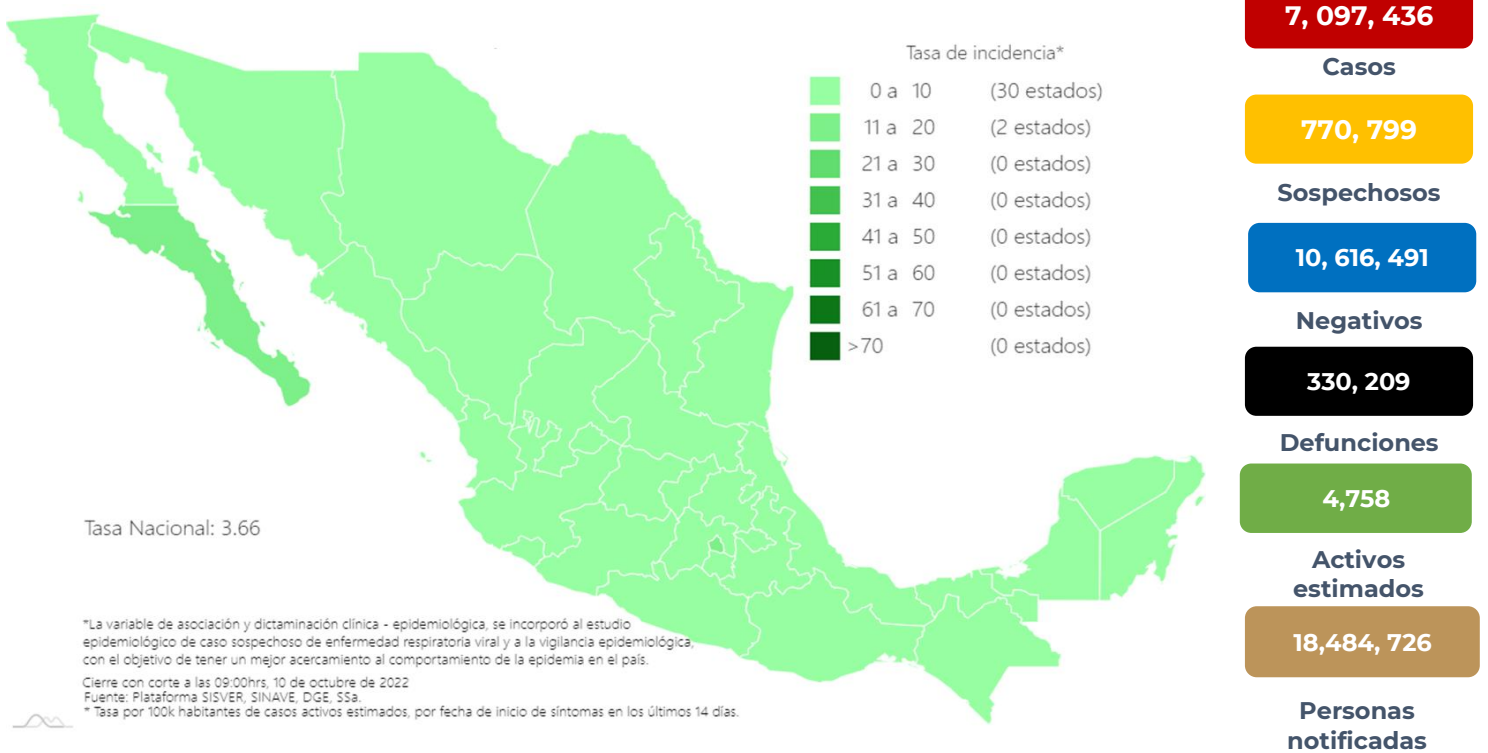 Tasa de incidencia*
0 a 10 (30 estados)
11 a 20 (2 estados)
21 a 30 (0 estados)
31 a 40 (0 estados)
41 a 50 (0 estados)
51 a 60 (0 estados)
61 a 70 (0 estados)
>70 (0 estados)
Tasa Nacional: 3.66
*La variable de asociación y dictaminación clínica - epidemiológica, se incorporó al estudio
epidemiológico de caso sospechoso de enfermedad respiratoria viral y a la vigilancia epidemiológica,
con el objetivo de tener un mejor acercamiento al comportamiento de la epidemia en el país.
Cierre con corte a las 09:00hrs, 10 de octubre de 2022
Fuente: Plataforma SISVER, SINAVE, DGE, SSa.
* Tasa por 100k habitantes de casos activos estimados, por fecha de inicio de síntomas en los últimos 14 días.
7, 097, 436
Casos
770, 799
Sospechosos
10, 616, 491
Negativos
330, 209
Defunciones
4,758
Activos
estimados
18,484, 726
Personas
notificadas